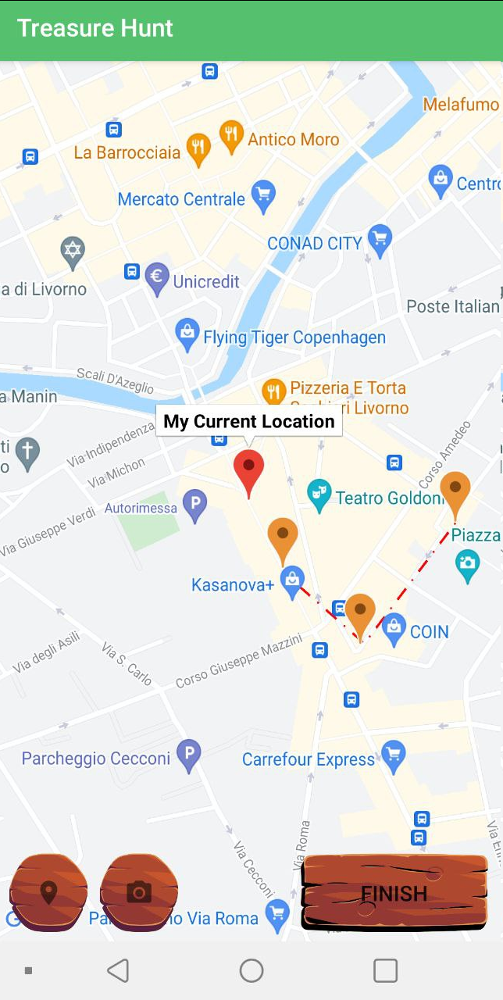 Treasure Hunt
Melafumo
Antico Moro
La Barrocciaia
Centro
Mercato Centrale
CONAD CITY
€
Unicredit
a di Livorno
Poste Italian
Flying Tiger Copenhagen
Scali D'Azeglio
a Manin
Pizzeria E Torta
Livorno
My Current Location
Via Indipendenza
Corso Amedeo
ti
o
Via Michon
Teatro Goldoni
P
Autorimessa
Via Giuseppe Verdi
Piazza
Kasanova+
COIN
Via degli Asili
Via S. Carlo
Corso Giuseppe Mazzini
P
Parcheggio Cecconi
Carrefour Express
Via Roma
Via Cecconi
FINISH
G
Pa
no Via Roma